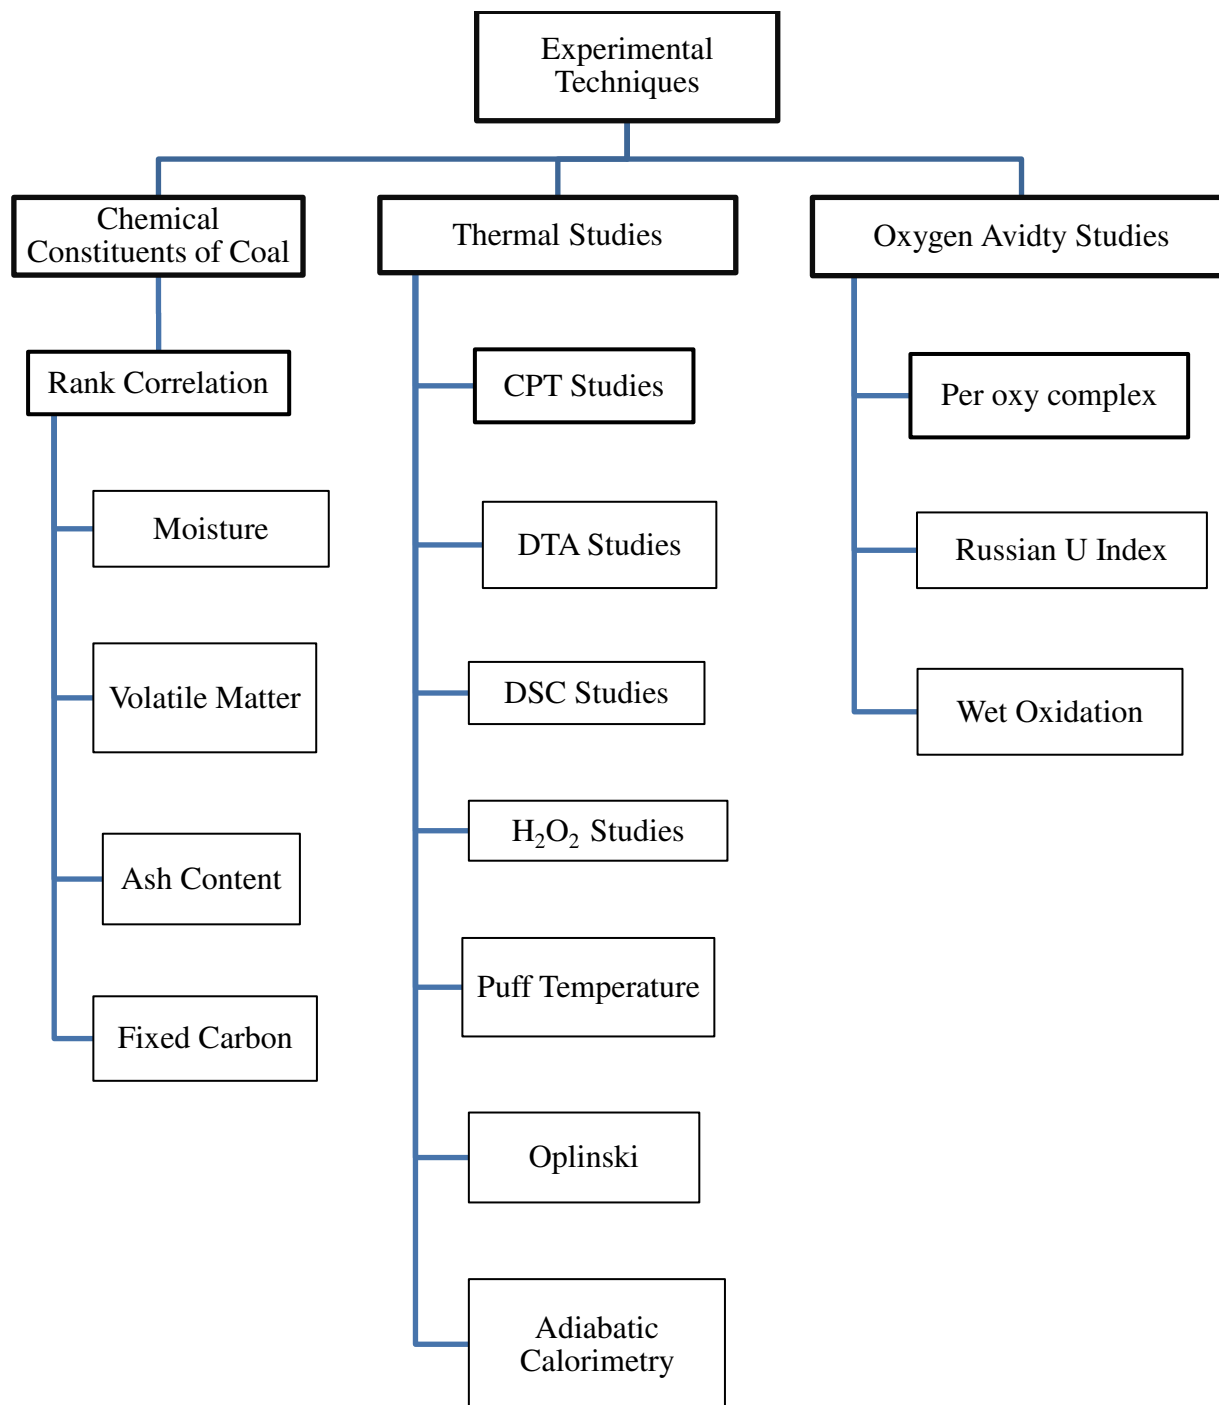 Experimental
Techniques
Chemical
Constituents of Coal
Thermal Studies
Oxygen Avidty Studies
Rank Correlation
Moisture
Volatile Matter
Ash Content
Fixed Carbon
CPT Studies
DTA Studies
DSC Studies
H₂O₂ Studies
Puff Temperature
Oplinski
Adiabatic
Calorimetry
Per oxy complex
Russian U Index
Wet Oxidation